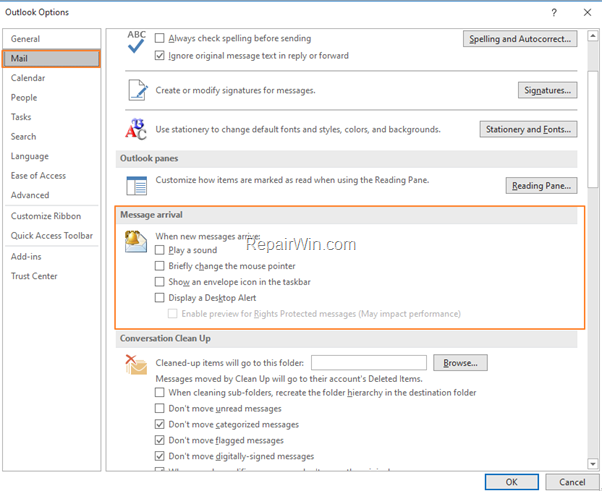 Outlook Options
?
General
Mail
Calendar
People
Tasks
Search
Language
Ease of Access
Advanced
Customize Ribbon
Quick Access Toolbar
Add-ins
Trust Center
ABC
Always check spelling before sending
Spelling and Autocorrect...
Ignore original message text in reply or forward
Create or modify signatures for messages.
Signatures...
Use stationery to change default fonts and styles, colors, and backgrounds.
Stationery and Fonts...
Outlook panes
Customize how items are marked as read when using the Reading Pane.
Reading Pane...
Message arrival
When new messages arrive:
RepairWin.com
Play a sound
Briefly change the mouse pointer
Show an envelope icon in the taskbar
Display a Desktop Alert
Enable preview for Rights Protected messages (May impact performance)
Conversation Clean Up
Cleaned-up items will go to this folder:
Browse...
Messages moved by Clean Up will go to their account's Deleted Items.
When cleaning sub-folders, recreate the folder hierarchy in the destination folder
Don't move unread messages
Don't move categorized messages
Don't move flagged messages
Don't move digitally-signed messages
OK
Cancel